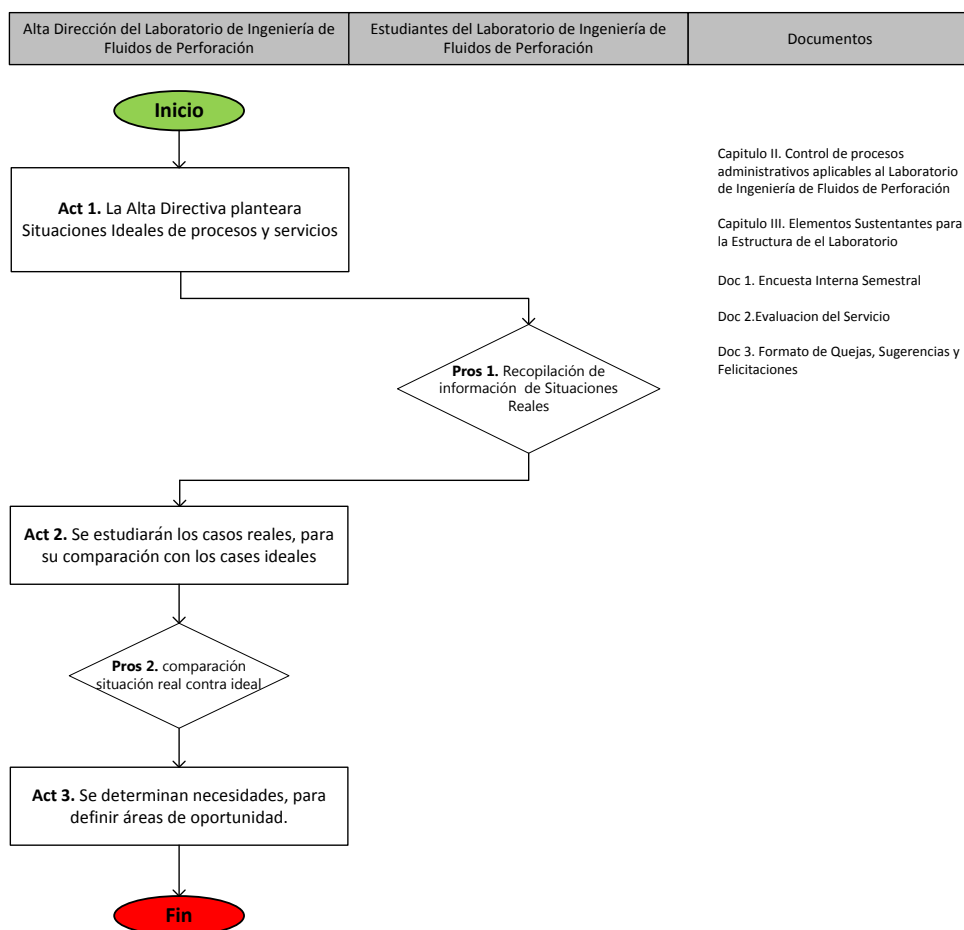 Alta Dirección del Laboratorio de Ingeniería de
Fluidos de Perforación
Estudiantes del Laboratorio de Ingeniería de
Fluidos de Perforación
Documentos
Inicio
Act 1. La Alta Directiva planteara
Situaciones Ideales de procesos y servicios
Capitulo II. Control de procesos
administrativos aplicables al Laboratorio
de Ingeniería de Fluidos de Perforación
Capitulo III. Elementos Sustentantes para
la Estructura de el Laboratorio
Doc 1. Encuesta Interna Semestral
Doc 2.Evaluacion del Servicio
Doc 3. Formato de Quejas, Sugerencias y
Felicitaciones
Pros 1. Recopilación de
información de Situaciones
Reales
Act 2. Se estudiarán los casos reales, para
su comparación con los cases ideales
Pros 2. comparación
situación real contra ideal
Act 3. Se determinan necesidades, para
definir áreas de oportunidad.
Fin